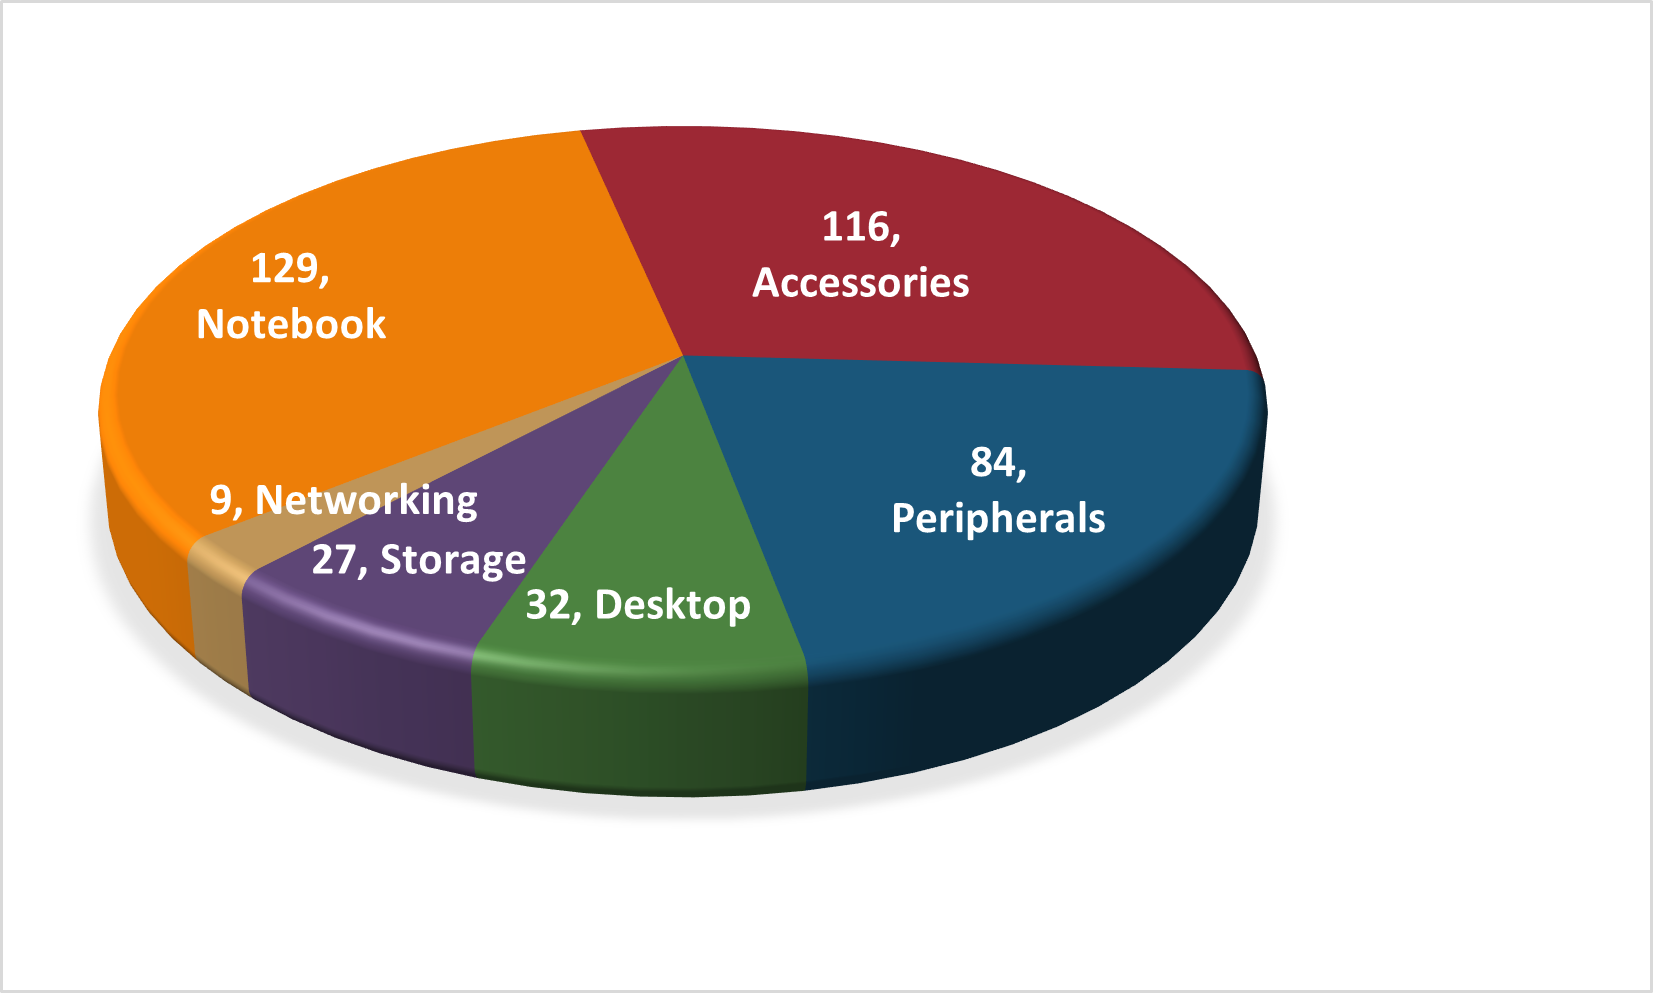 116,
Accessories
129,
Notebook
84,
Peripherals
9, Networking
27, Storage
32, Desktop